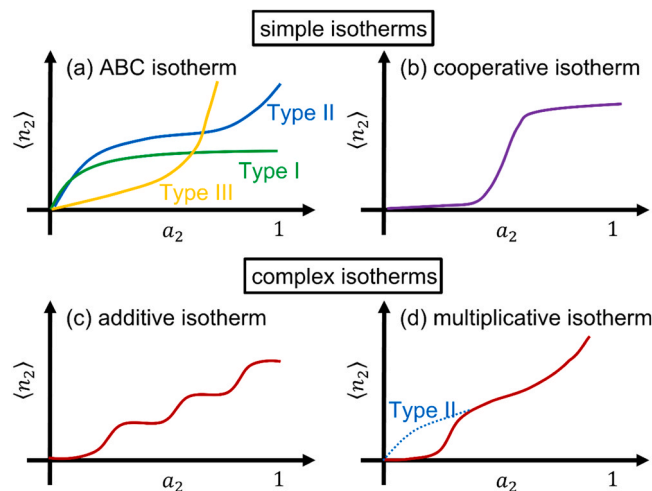 simple isotherms
(a) ABC isotherm
⟨n₂⟩
Type II
Type I
Type III
a₂
1
(b) cooperative isotherm
⟨n₂⟩
a₂
1
complex isotherms
(c) additive isotherm
⟨n₂⟩
a₂
1
(d) multiplicative isotherm
⟨n₂⟩
Type II
a₂
1